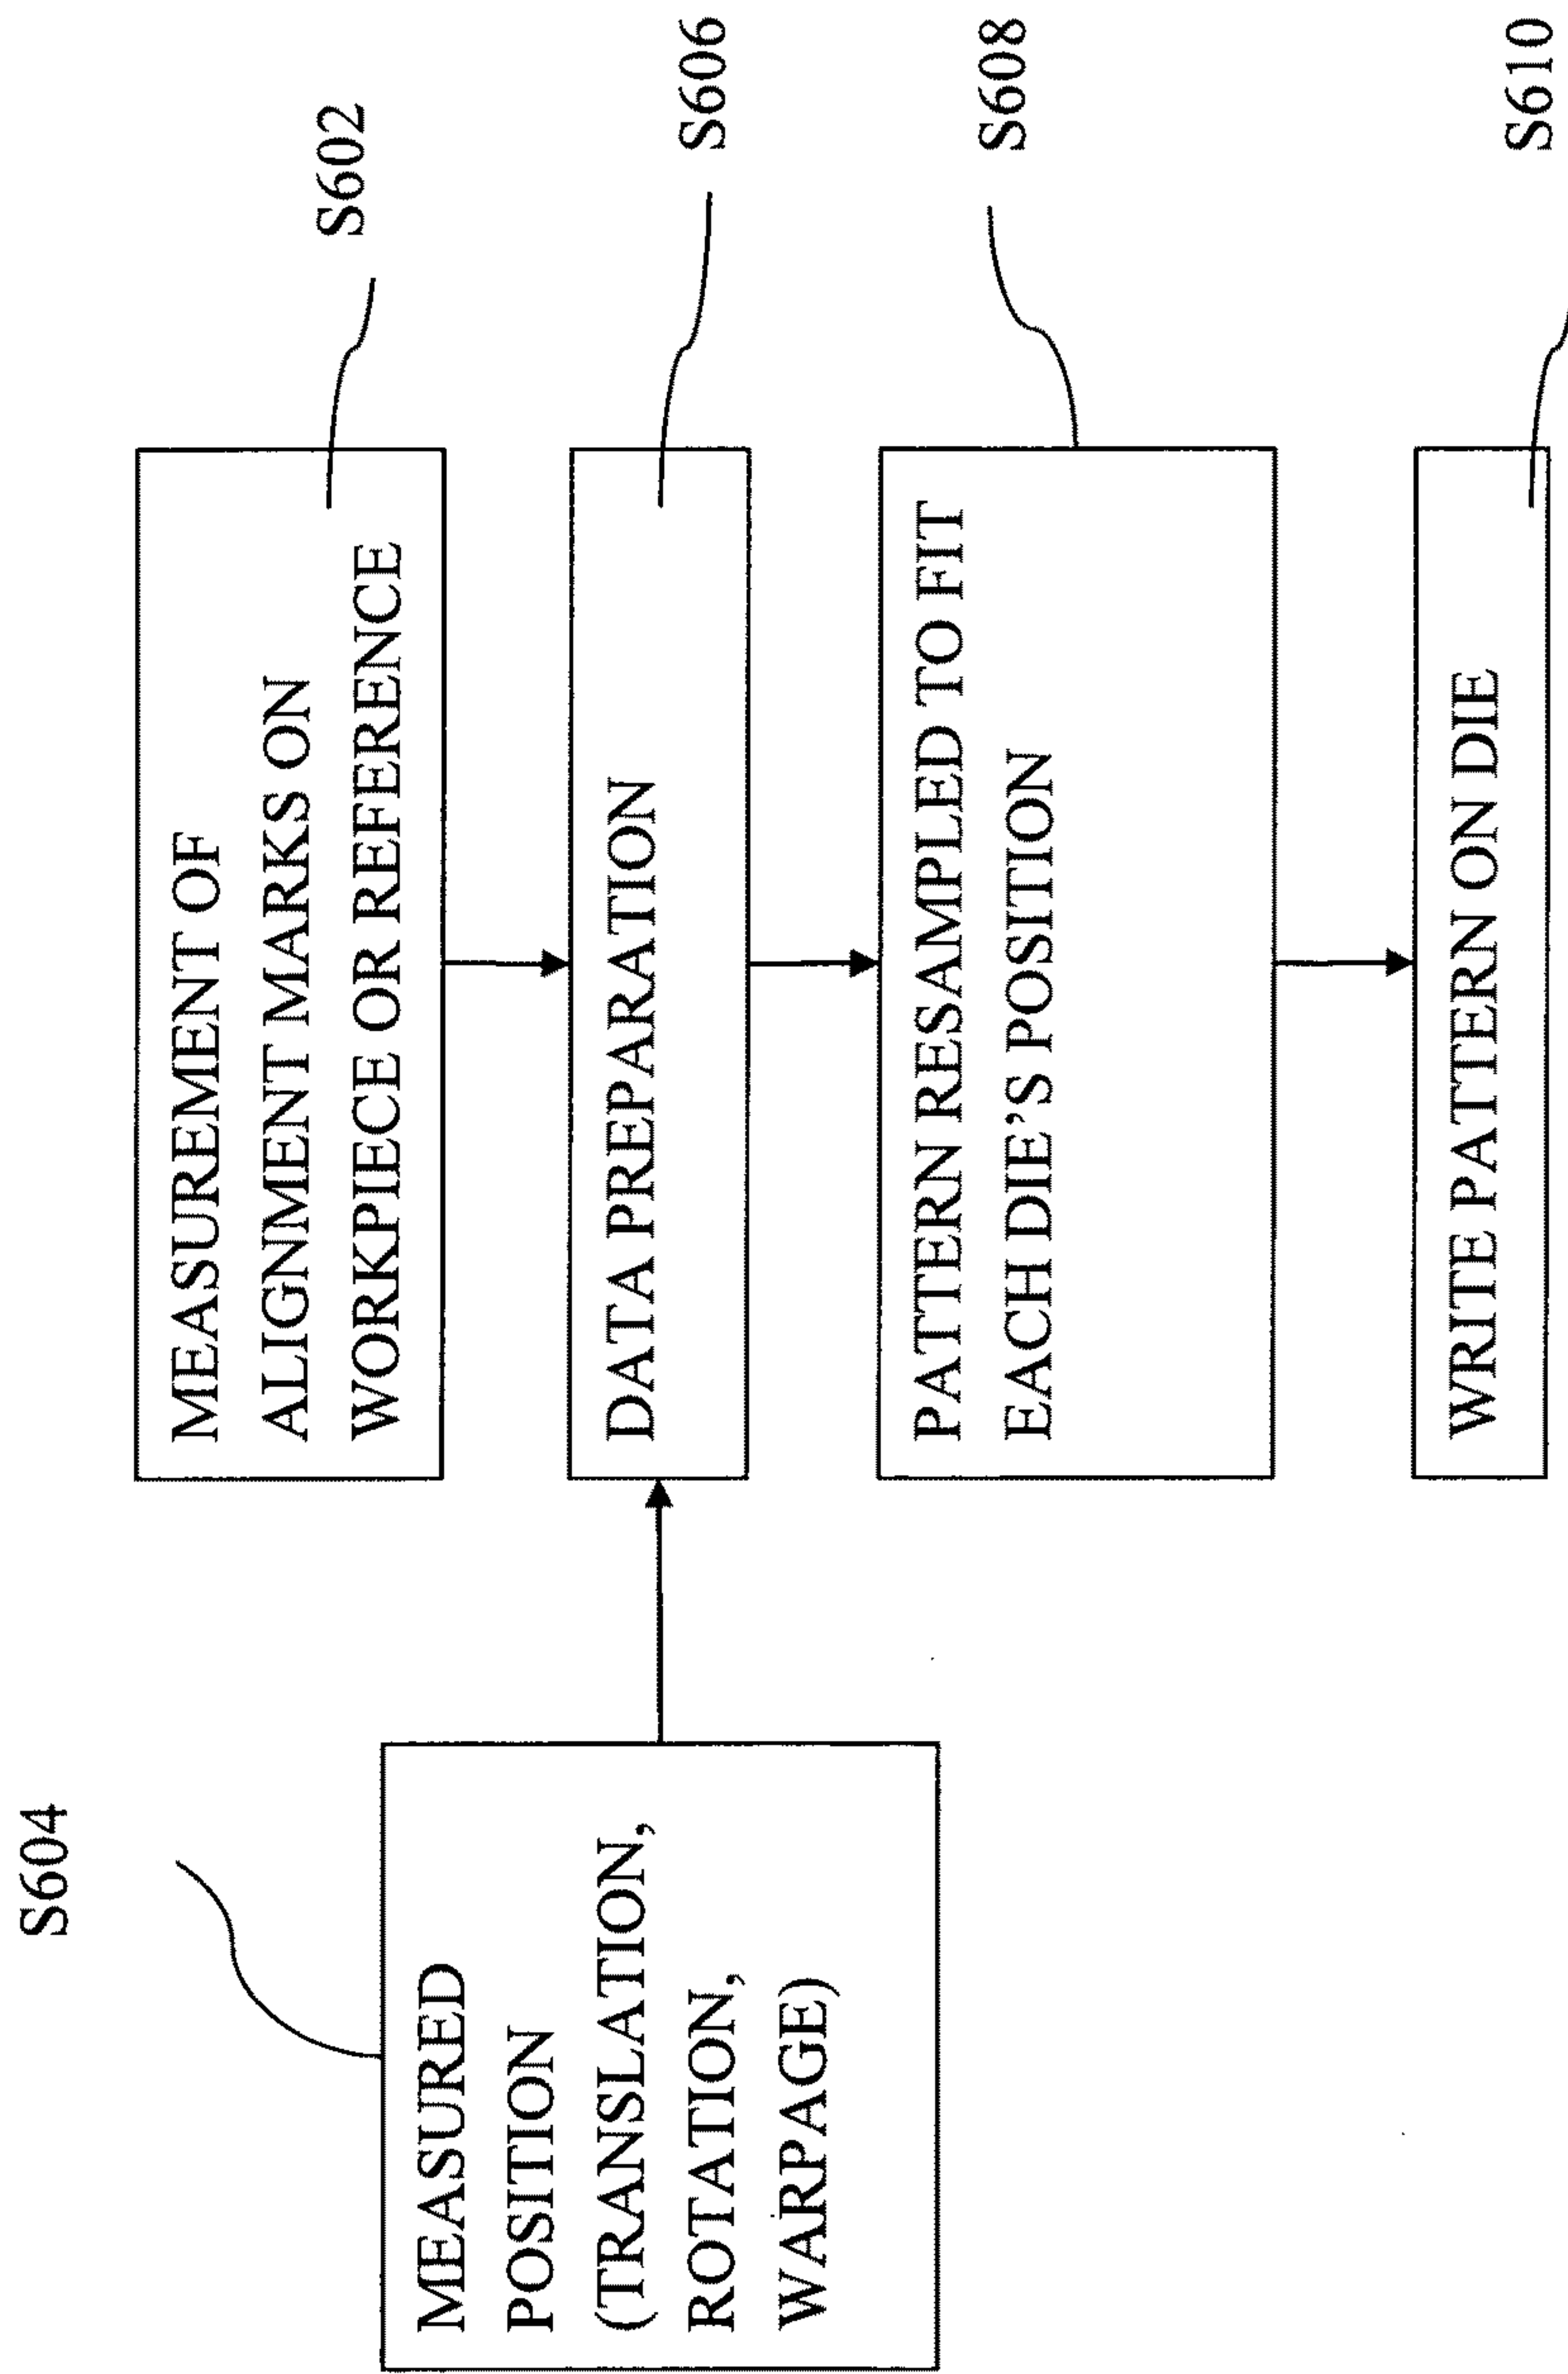 S604
MEASURED
POSITION
(TRANSLATION,
ROTATION,
WARPAGE)
MEASUREMENT OF
ALIGNMENT MARKS ON
WORKPIECE OR REFERENCE
S602
DATA PREPARATION
S606
PATTERN RESAMPLED TO FIT
EACH DIE'S POSITION
S608
WRITE PATTERN ON DIE
S610